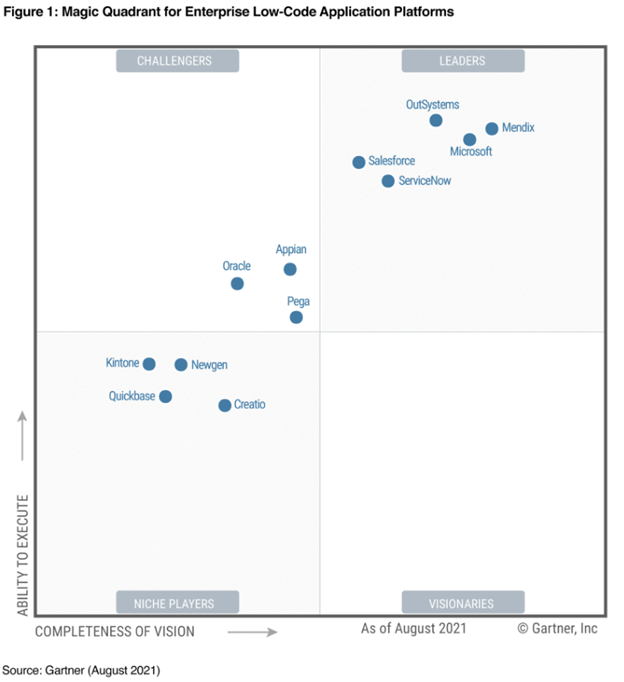 Figure 1: Magic Quadrant for Enterprise Low-Code Application Platforms
CHALLENGERS
LEADERS
OutSystems
Mendix
Microsoft
Salesforce
ServiceNow
Appian
Oracle
Pega
Kintone
Newgen
Quickbase
Creatio
ABILITY TO EXECUTE
NICHE PLAYERS
VISIONARIES
COMPLETENESS OF VISION
As of August 2021
© Gartner, Inc
Source: Gartner (August 2021)